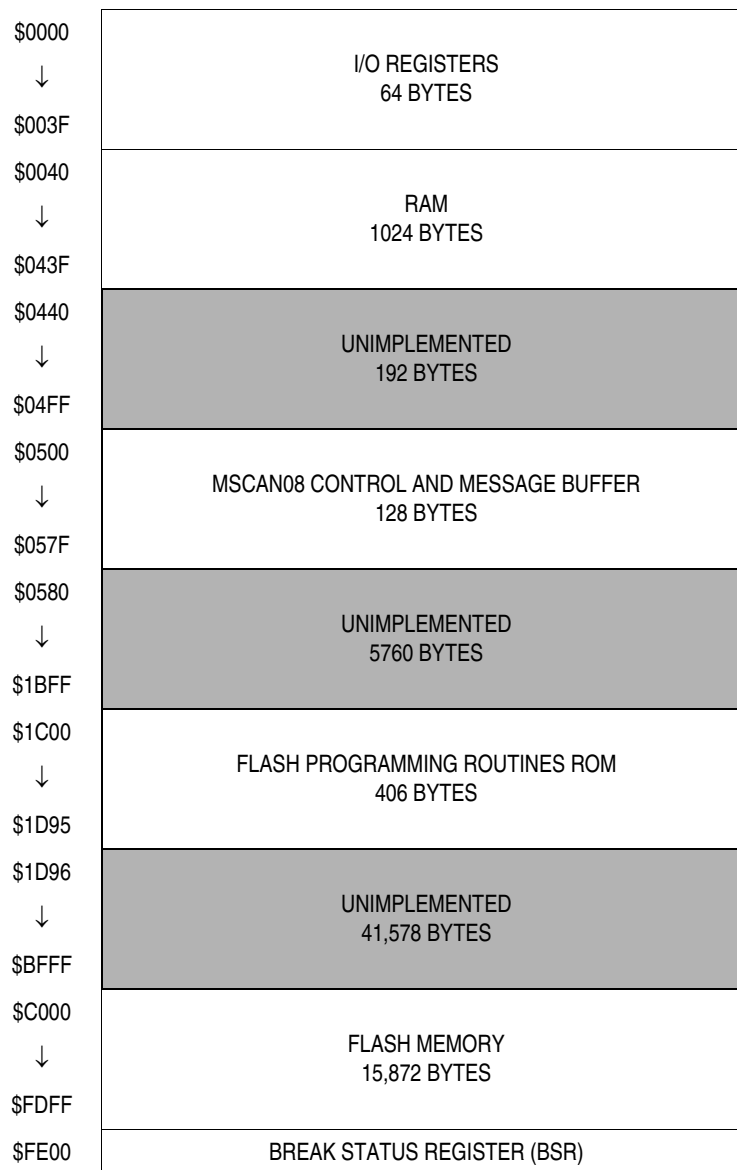 $0000
↓
$003F
I/O REGISTERS
64 BYTES
$0040
↓
$043F
RAM
1024 BYTES
$0440
↓
$04FF
UNIMPLEMENTED
192 BYTES
$0500
↓
$057F
MSCAN08 CONTROL AND MESSAGE BUFFER
128 BYTES
$0580
↓
$1BFF
UNIMPLEMENTED
5760 BYTES
$1C00
↓
$1D95
FLASH PROGRAMMING ROUTINES ROM
406 BYTES
$1D96
↓
$BFFF
UNIMPLEMENTED
41,578 BYTES
$C000
↓
$FDFF
FLASH MEMORY
15,872 BYTES
$FE00
BREAK STATUS REGISTER (BSR)